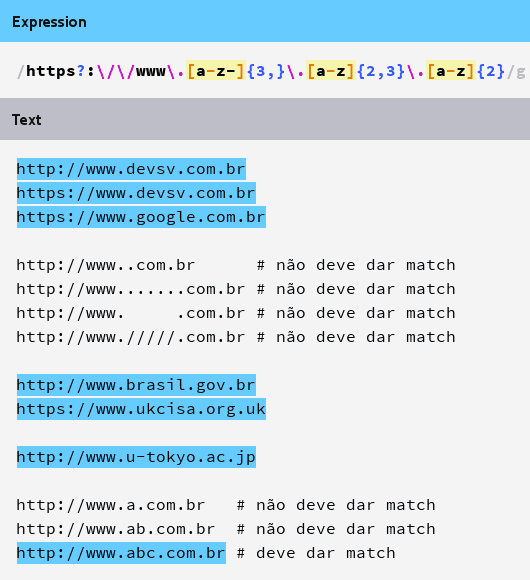 Expression
/https?:\/\/www\.[a-z-]{3,}\.[a-z]{2,3}\.[a-z]{2}/g
Text
http://www.devsv.com.br
https://www.devsv.com.br
https://www.google.com.br
http://www..com.br      # não deve dar match
http://www.......com.br # não deve dar match
http://www.     .com.br # não deve dar match
http://www./////.com.br # não deve dar match
http://www.brasil.gov.br
https://www.ukcisa.org.uk
http://www.u-tokyo.ac.jp
http://www.a.com.br   # não deve dar match
http://www.ab.com.br  # não deve dar match
http://www.abc.com.br # deve dar match